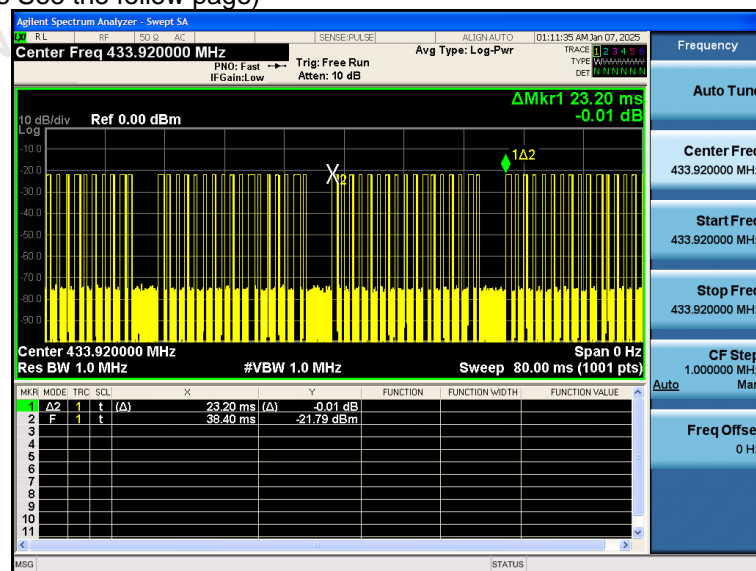 See the follow page)
Agilent Spectrum Analyzer - Swept SA
LXI RL RF 50 Ω AC SENSE:PULSE ALIGN AUTO 01:11:35 AM Jan 07, 2025
Center Freq 433.920000 MHz
PNO: Fast
IFGain:Low
Trig: Free Run
Atten: 10 dB
Avg Type: Log-Pwr
TRACE 1 2 3 4 5 6
TYPE
DET N N N N N N
ΔMkr1 23.20 ms
-0.01 dB
10 dB/div Ref 0.00 dBm
Log
-10.0
-20.0
-30.0
-40.0
-50.0
-60.0
-70.0
-80.0
-90.0
1Δ2
Center 433.920000 MHz Span 0 Hz
Res BW 1.0 MHz #VBW 1.0 MHz Sweep 80.00 ms (1001 pts)
MKR MODE TRC SCL X Y FUNCTION FUNCTION WIDTH FUNCTION VALUE
1 Δ2 1 t (Δ) 23.20 ms (Δ) -0.01 dB
2 F 1 t 38.40 ms -21.79 dBm
3
4
5
6
7
8
9
10
11
MSG STATUS
Frequency
Auto Tune
Center Freq
433.920000 MHz
Start Freq
433.920000 MHz
Stop Freq
433.920000 MHz
CF Step
1.000000 MHz
Auto Man
Freq Offset
0 Hz